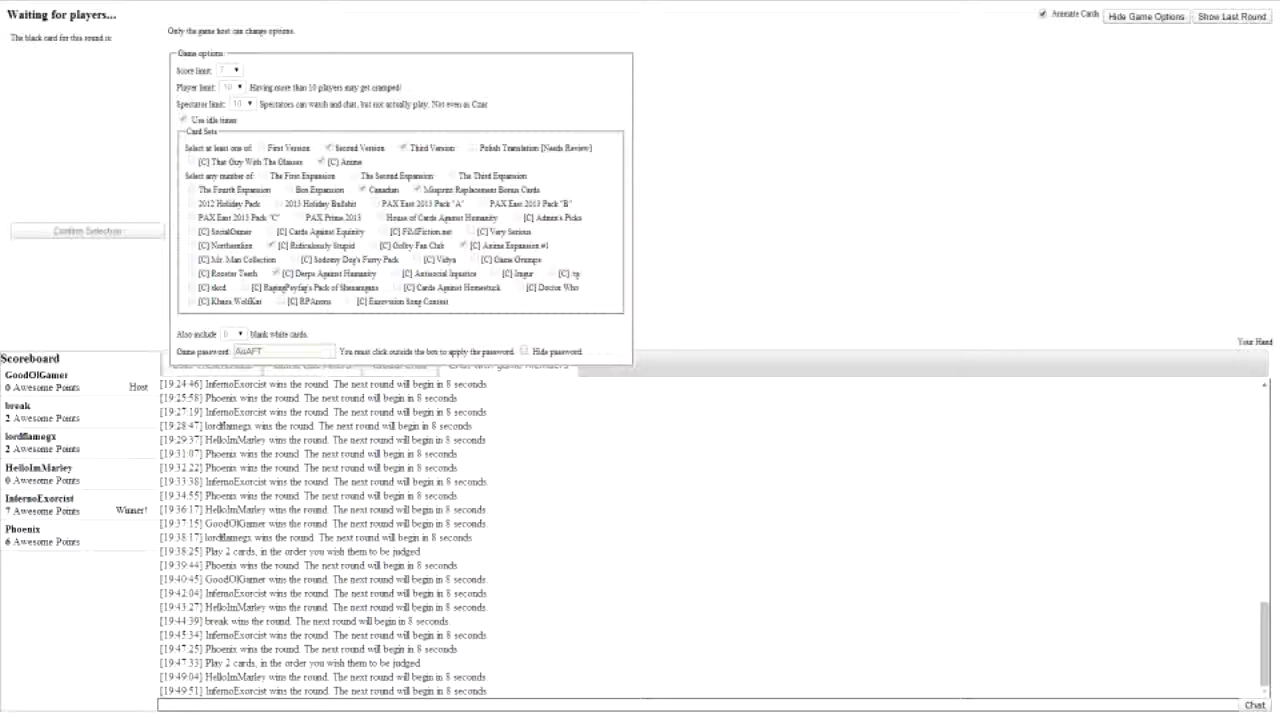 Waiting for players...
Animate Cards
Hide Game Options
Show Last Round
The black card for this round is:
Only the game host can change options.
Game options:
Score limit: 7
Player limit: 10 Having more than 10 players may get cramped!
Spectator limit: 10 Spectators can watch and chat, but not actually play. Not even as Czar
Use idle timer
Card Sets
Select at least one of: First Version Second Version Third Version Polish Translation [Needs Review]
[C] That Guy With The Glasses [C] Anime
Select any number of: The First Expansion The Second Expansion The Third Expansion
The Fourth Expansion Box Expansion Canadian Misprint Replacement Bonus Cards
2012 Holiday Pack 2013 Holiday Bullshit PAX East 2013 Pack "A" PAX East 2013 Pack "B"
PAX East 2013 Pack "C" PAX Prime 2013 House of Cards Against Humanity [C] Admin's Picks
[C] SocialGamer [C] Cards Against Equinity [C] FiMFiction.net [C] Very Serious
[C] Northernlion [C] Ridiculously Stupid [C] Golby Fan Club [C] Anime Expansion #1
[C] Mr. Man Collection [C] Sodomy Dog's Furry Pack [C] Vidya [C] Game Grumps
[C] Rooster Teeth [C] Derps Against Humanity [C] Antisocial Injustice [C] Imgur [C] /tg
[C] xkcd [C] RagingPsyfag's Pack of Shenanigans [C] Cards Against Homestuck [C] Doctor Who
[C] Khaos WolfKat [C] RPAnons [C] Eurovision Song Contest
Also include 0 blank white cards.
Game password: You must click outside the box to apply the password. Hide password.
Confirm Selection
Your Hand
Scoreboard
GoodOlGamer
0 Awesome Points Host
break
2 Awesome Points
lordflamegx
2 Awesome Points
HelloImMarley
0 Awesome Points
InfernoExorcist
7 Awesome Points Winner!
Phoenix
6 Awesome Points
[19:24:46] InfernoExorcist wins the round. The next round will begin in 8 seconds.
[19:25:58] Phoenix wins the round. The next round will begin in 8 seconds.
[19:27:19] InfernoExorcist wins the round. The next round will begin in 8 seconds.
[19:28:47] lordflamegx wins the round. The next round will begin in 8 seconds.
[19:29:37] HelloImMarley wins the round. The next round will begin in 8 seconds.
[19:31:07] Phoenix wins the round. The next round will begin in 8 seconds.
[19:32:22] Phoenix wins the round. The next round will begin in 8 seconds.
[19:33:38] InfernoExorcist wins the round. The next round will begin in 8 seconds.
[19:34:55] Phoenix wins the round. The next round will begin in 8 seconds.
[19:36:17] HelloImMarley wins the round. The next round will begin in 8 seconds.
[19:37:15] GoodOlGamer wins the round. The next round will begin in 8 seconds.
[19:38:17] lordflamegx wins the round. The next round will begin in 8 seconds.
[19:38:25] Play 2 cards, in the order you wish them to be judged.
[19:39:44] Phoenix wins the round. The next round will begin in 8 seconds.
[19:40:45] GoodOlGamer wins the round. The next round will begin in 8 seconds.
[19:42:04] InfernoExorcist wins the round. The next round will begin in 8 seconds.
[19:43:27] HelloImMarley wins the round. The next round will begin in 8 seconds.
[19:44:39] break wins the round. The next round will begin in 8 seconds.
[19:45:34] InfernoExorcist wins the round. The next round will begin in 8 seconds.
[19:47:25] Phoenix wins the round. The next round will begin in 8 seconds.
[19:47:33] Play 2 cards, in the order you wish them to be judged.
[19:49:04] HelloImMarley wins the round. The next round will begin in 8 seconds.
[19:49:51] InfernoExorcist wins the round. The next round will begin in 8 seconds.
Chat